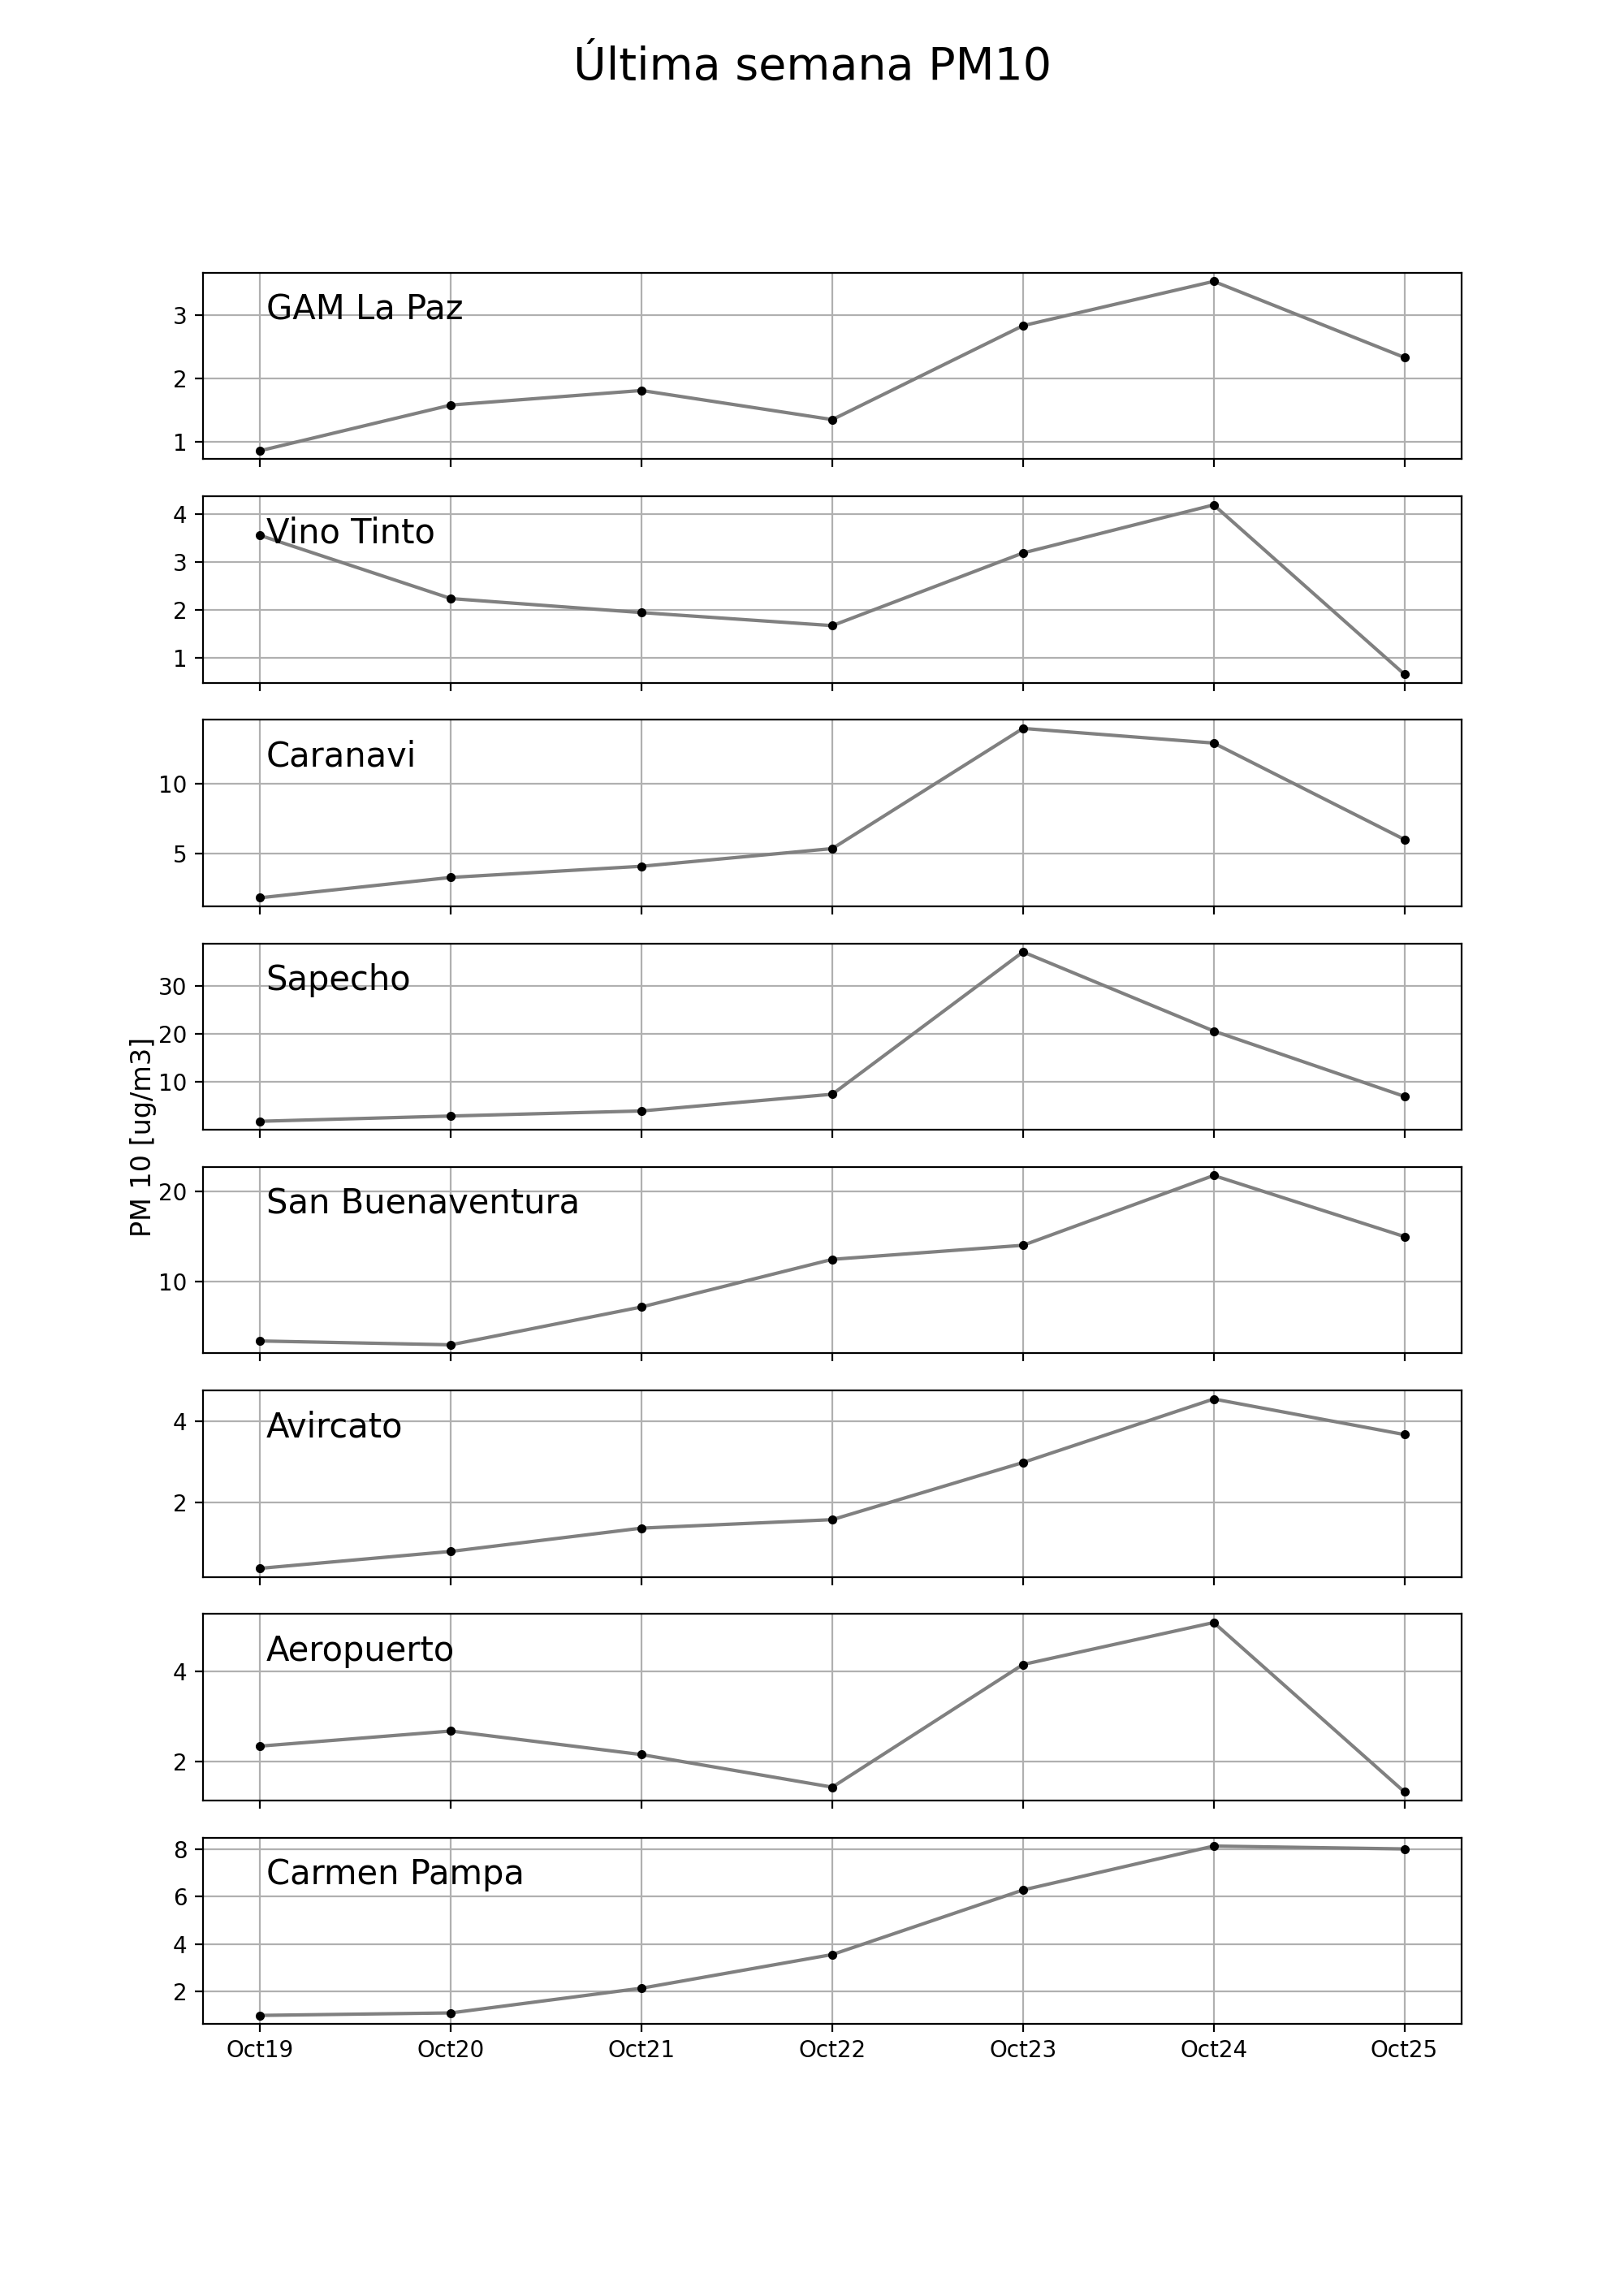 Última semana PM10
GAM La Paz
3
2
1
Vino Tinto
4
3
2
1
Caranavi
10
5
Sapecho
30
20
10
PM 10 [ug/m3]
San Buenaventura
20
10
Avircato
4
2
Aeropuerto
4
2
Carmen Pampa
8
6
4
2
Oct19 Oct20 Oct21 Oct22 Oct23 Oct24 Oct25